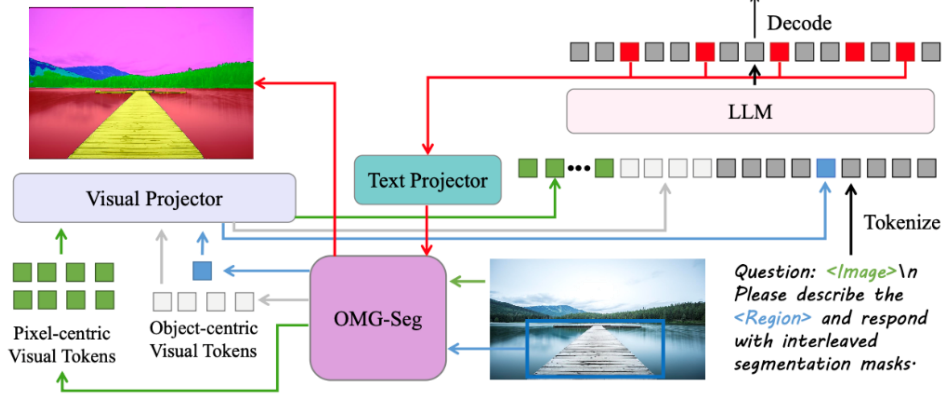 Decode
LLM
Text Projector
Visual Projector
Tokenize
OMG-Seg
Pixel-centric
Visual Tokens
Object-centric
Visual Tokens
Question: <Image>\n
Please describe the
<Region> and respond
with interleaved
segmentation masks.